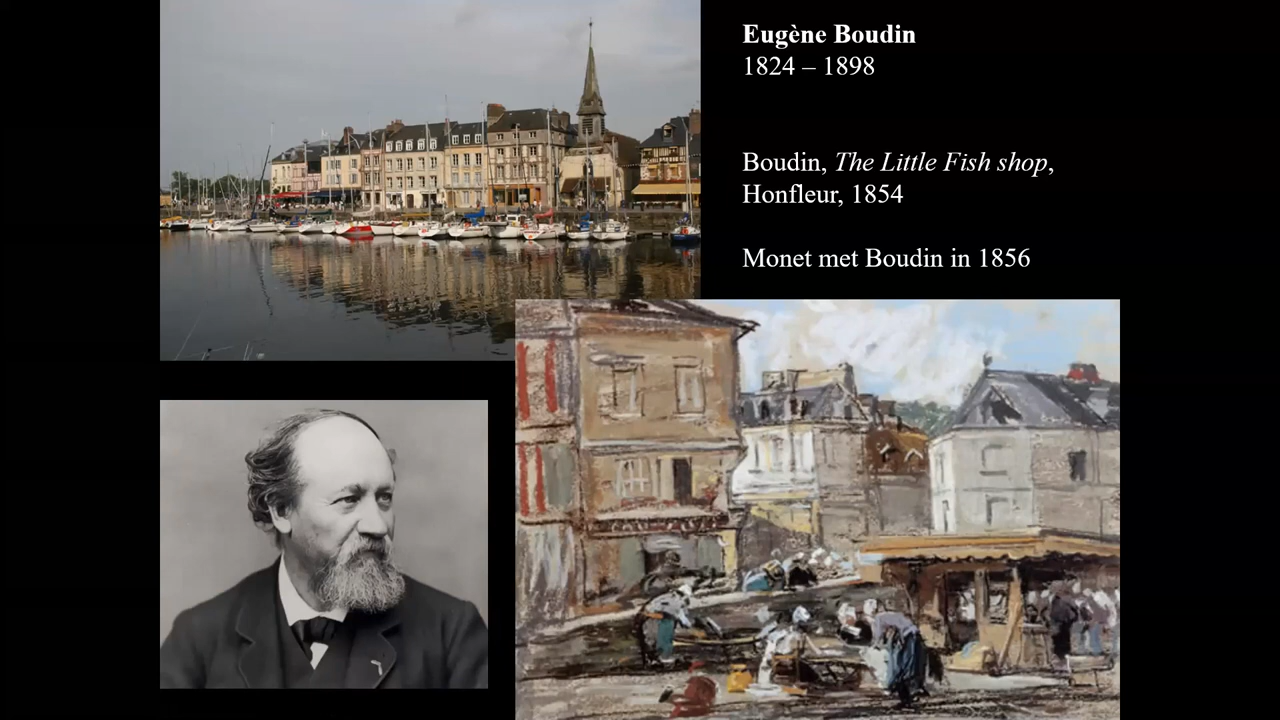 Eugène Boudin
1824 – 1898
Boudin, The Little Fish shop,
Honfleur, 1854
Monet met Boudin in 1856